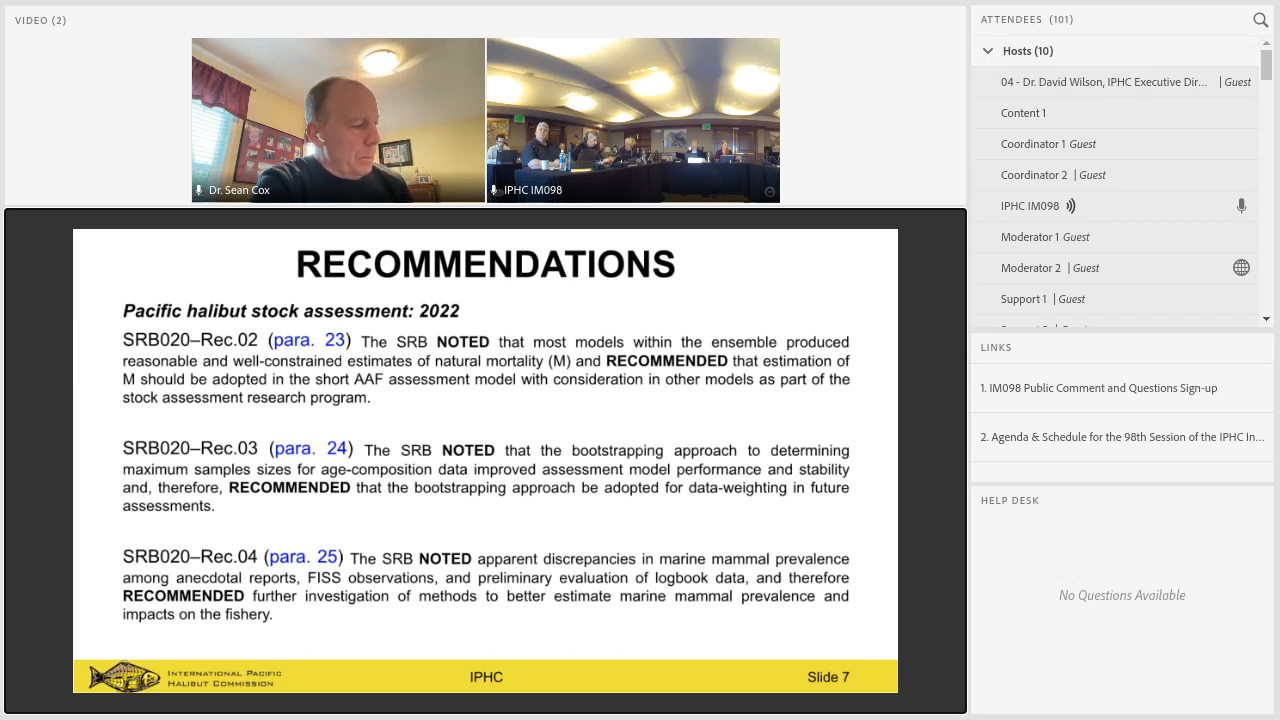 VIDEO (2)
Dr. Sean Cox
IPHC IM098
RECOMMENDATIONS
Pacific halibut stock assessment: 2022
SRB020–Rec.02 (para. 23) The SRB NOTED that most models within the ensemble produced
reasonable and well-constrained estimates of natural mortality (M) and RECOMMENDED that estimation of
M should be adopted in the short AAF assessment model with consideration in other models as part of the
stock assessment research program.
SRB020–Rec.03 (para. 24) The SRB NOTED that the bootstrapping approach to determining
maximum samples sizes for age-composition data improved assessment model performance and stability
and, therefore, RECOMMENDED that the bootstrapping approach be adopted for data-weighting in future
assessments.
SRB020–Rec.04 (para. 25) The SRB NOTED apparent discrepancies in marine mammal prevalence
among anecdotal reports, FISS observations, and preliminary evaluation of logbook data, and therefore
RECOMMENDED further investigation of methods to better estimate marine mammal prevalence and
impacts on the fishery.
INTERNATIONAL PACIFIC
HALIBUT COMMISSION
IPHC
Slide 7
ATTENDEES (101)
Hosts (10)
04 - Dr. David Wilson, IPHC Executive Dir... | Guest
Content 1
Coordinator 1 Guest
Coordinator 2 | Guest
IPHC IM098
Moderator 1 Guest
Moderator 2 | Guest
Support 1 | Guest
LINKS
1. IM098 Public Comment and Questions Sign-up
2. Agenda & Schedule for the 98th Session of the IPHC In...
HELP DESK
No Questions Available